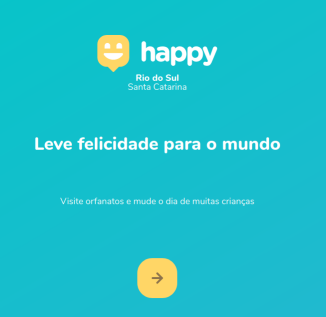 happy
Rio do Sul
Santa Catarina
Leve felicidade para o mundo
Visite orfanatos e mude o dia de muitas crianças